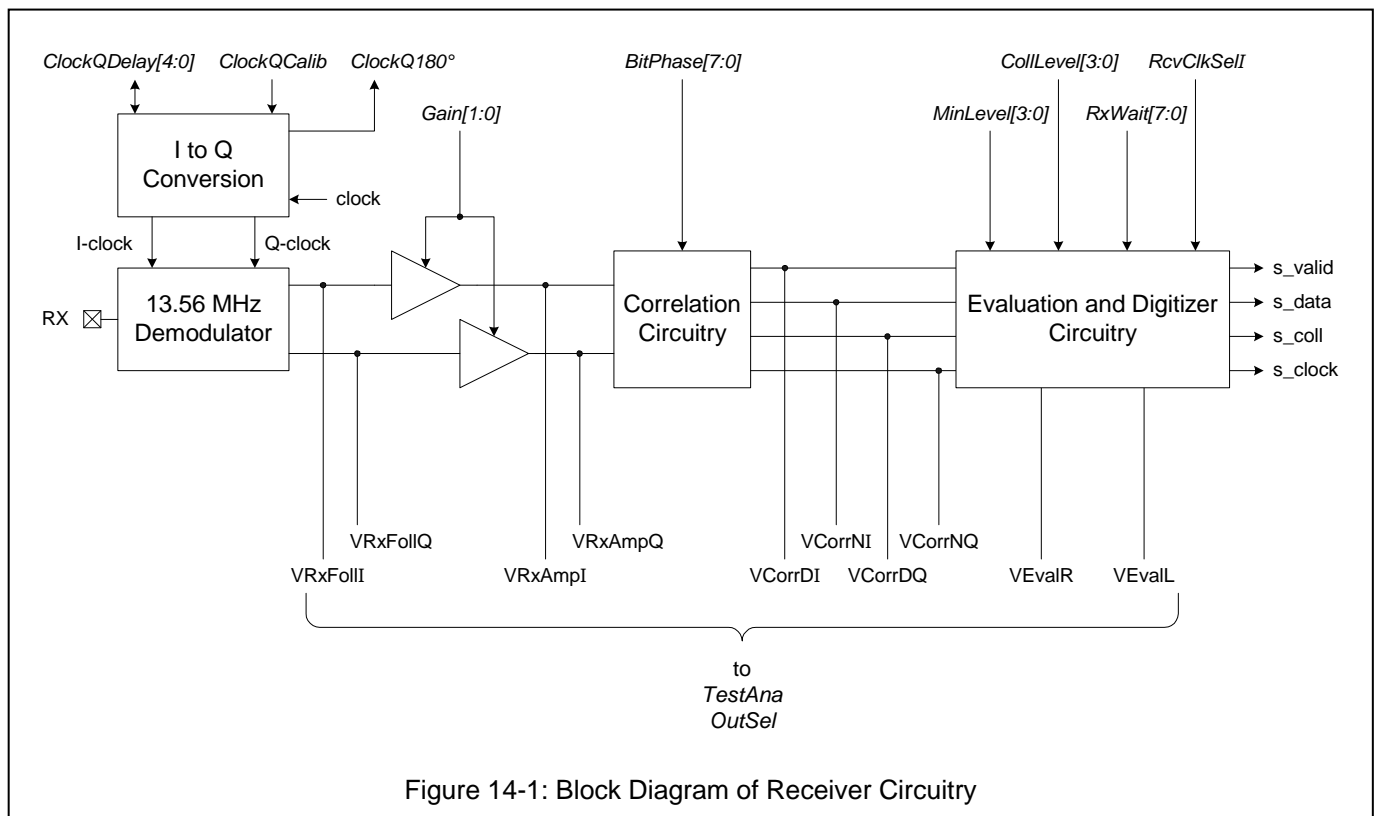 ClockQDelay[4:0]
ClockQCalib
ClockQ180°
BitPhase[7:0]
CollLevel[3:0]
RcvClkSelI
Gain[1:0]
MinLevel[3:0]
RxWait[7:0]
I to Q
Conversion
clock
I-clock
Q-clock
RX
13.56 MHz
Demodulator
Correlation
Circuitry
Evaluation and Digitizer
Circuitry
s_valid
s_data
s_coll
s_clock
VRxFollQ
VRxAmpQ
VCorrNI
VCorrNQ
VRxFollI
VRxAmpI
VCorrDI
VCorrDQ
VEvalR
VEvalL
to
TestAna
OutSel
Figure 14-1: Block Diagram of Receiver Circuitry